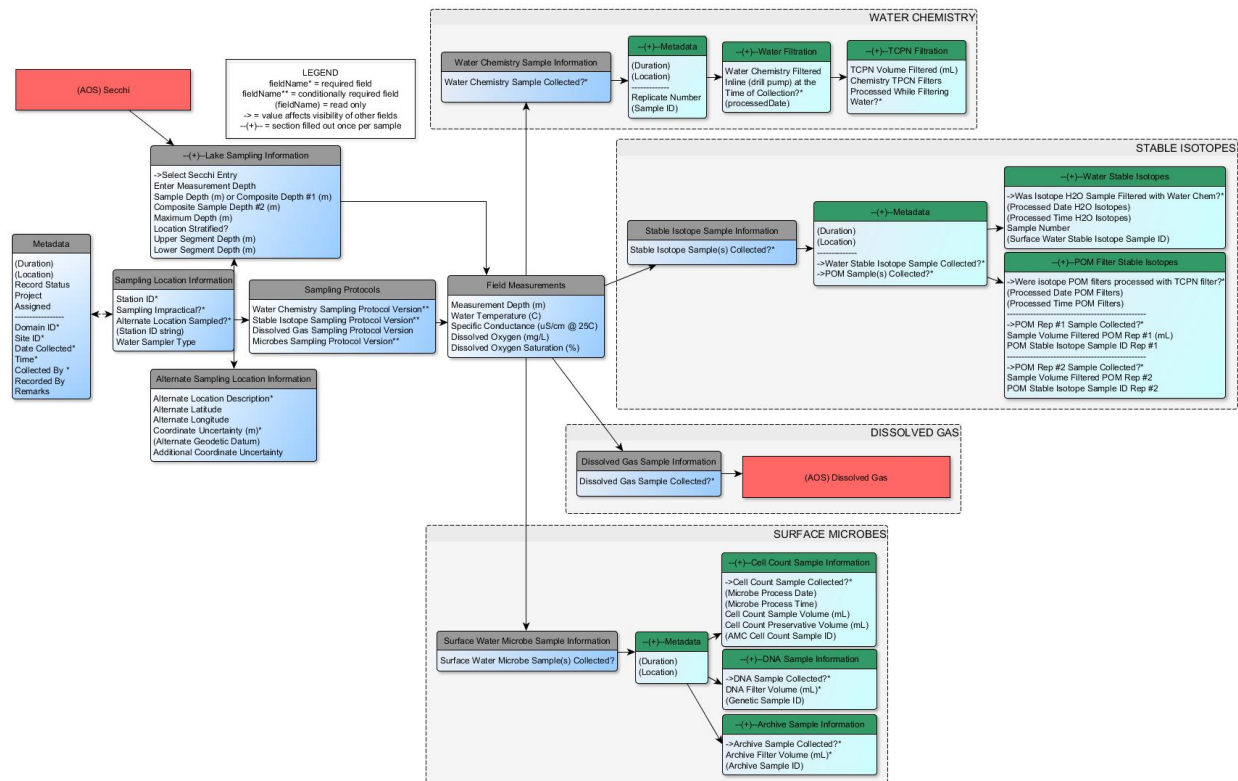 WATER CHEMISTRY
Water Chemistry Sample Information
Water Chemistry Sample Collected?*
--(+)--Metadata
(Duration)
(Location)
--------------
Replicate Number
(Sample ID)
--(+)--Water Filtration
Water Chemistry Filtered
Inline (drill pump) at the
Time of Collection?*
(processedDate)
--(+)--TCPN Filtration
TCPN Volume Filtered (mL)
Chemistry TPCN Filters
Processed While Filtering
Water?*
(AOS) Secchi
LEGEND
fieldName* = required field
fieldName** = conditionally required field
(fieldName) = read only
-> = value affects visibility of other fields
--(+)-- = section filled out once per sample
--(+)--Lake Sampling Information
->Select Secchi Entry
Enter Measurement Depth
Sample Depth (m) or Composite Depth #1 (m)
Composite Sample Depth #2 (m)
Maximum Depth (m)
Location Stratified?
Upper Segment Depth (m)
Lower Segment Depth (m)
Metadata
(Duration)
(Location)
Record Status
Project
Assigned
------------------
Domain ID*
Site ID*
Date Collected*
Time*
Collected By *
Recorded By
Remarks
Sampling Location Information
Station ID*
Sampling Impractical?*
Alternate Location Sampled?*
(Station ID string)
Water Sampler Type
Sampling Protocols
Water Chemistry Sampling Protocol Version**
Stable Isotope Sampling Protocol Version**
Dissolved Gas Sampling Protocol Version
Microbes Sampling Protocol Version**
Alternate Sampling Location Information
Alternate Location Description*
Alternate Latitude
Alternate Longitude
Coordinate Uncertainty (m)*
(Alternate Geodetic Datum)
Additional Coordinate Uncertainty
Field Measurements
Measurement Depth (m)
Water Temperature (C)
Specific Conductance (uS/cm @ 25C)
Dissolved Oxygen (mg/L)
Dissolved Oxygen Saturation (%)
STABLE ISOTOPES
Stable Isotope Sample Information
Stable Isotope Sample(s) Collected?*
--(+)--Metadata
(Duration)
(Location)
--------------
->Water Stable Isotope Sample Collected?*
->POM Sample(s) Collected?*
--(+)--Water Stable Isotopes
->Was Isotope H2O Sample Filtered with Water Chem?*
(Processed Date H2O Isotopes)
(Processed Time H2O Isotopes)
Sample Number
(Surface Water Stable Isotope Sample ID)
--(+)--POM Filter Stable Isotopes
->Were isotope POM filters processed with TCPN filter?*
(Processed Date POM Filters)
(Processed Time POM Filters)
--------------------------------------------------
->POM Rep #1 Sample Collected?*
Sample Volume Filtered POM Rep #1 (mL)
POM Stable Isotope Sample ID Rep #1
--------------------------------------------------
->POM Rep #2 Sample Collected?*
Sample Volume Filtered POM Rep #2
POM Stable Isotope Sample ID Rep #2
DISSOLVED GAS
Dissolved Gas Sample Information
Dissolved Gas Sample Collected?*
(AOS) Dissolved Gas
SURFACE MICROBES
Surface Water Microbe Sample Information
Surface Water Microbe Sample(s) Collected?
--(+)--Metadata
(Duration)
(Location)
--(+)--Cell Count Sample Information
->Cell Count Sample Collected?*
(Microbe Process Date)
(Microbe Process Time)
Cell Count Sample Volume (mL)
Cell Count Preservative Volume (mL)
(AMC Cell Count Sample ID)
--(+)--DNA Sample Information
->DNA Sample Collected?*
DNA Filter Volume (mL)*
(Genetic Sample ID)
--(+)--Archive Sample Information
->Archive Sample Collected?*
Archive Filter Volume (mL)*
(Archive Sample ID)